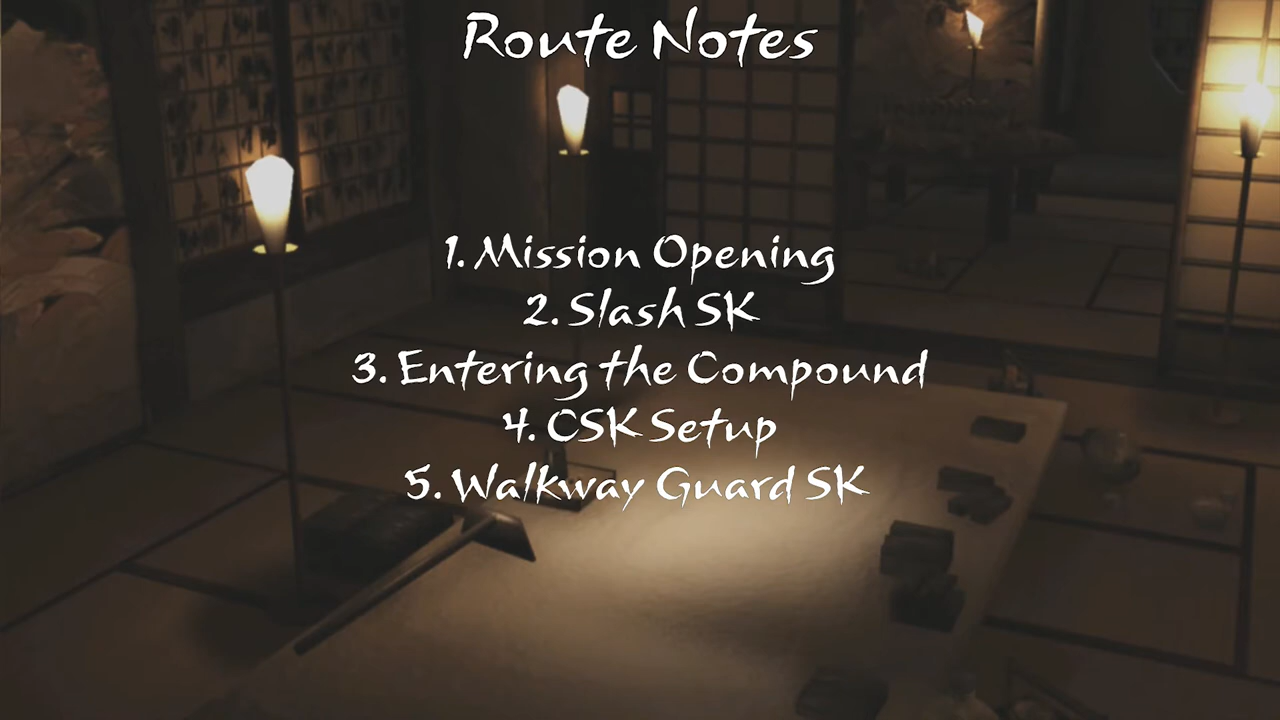 Route Notes
1. Mission Opening
2. Slash SK
3. Entering the Compound
4. CSK Setup
5. Walkway Guard SK